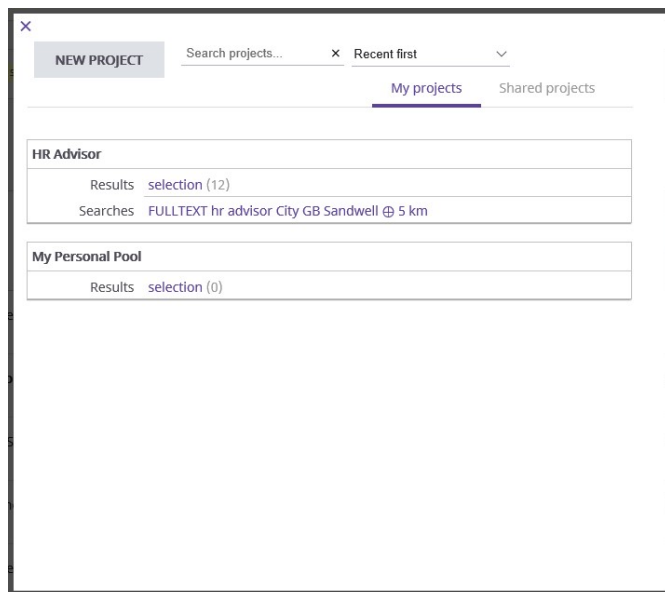 ×
NEW PROJECT Search projects... × Recent first
My projects Shared projects
HR Advisor
Results selection (12)
Searches FULLTEXT hr advisor City GB Sandwell ⊕ 5 km
My Personal Pool
Results selection (0)